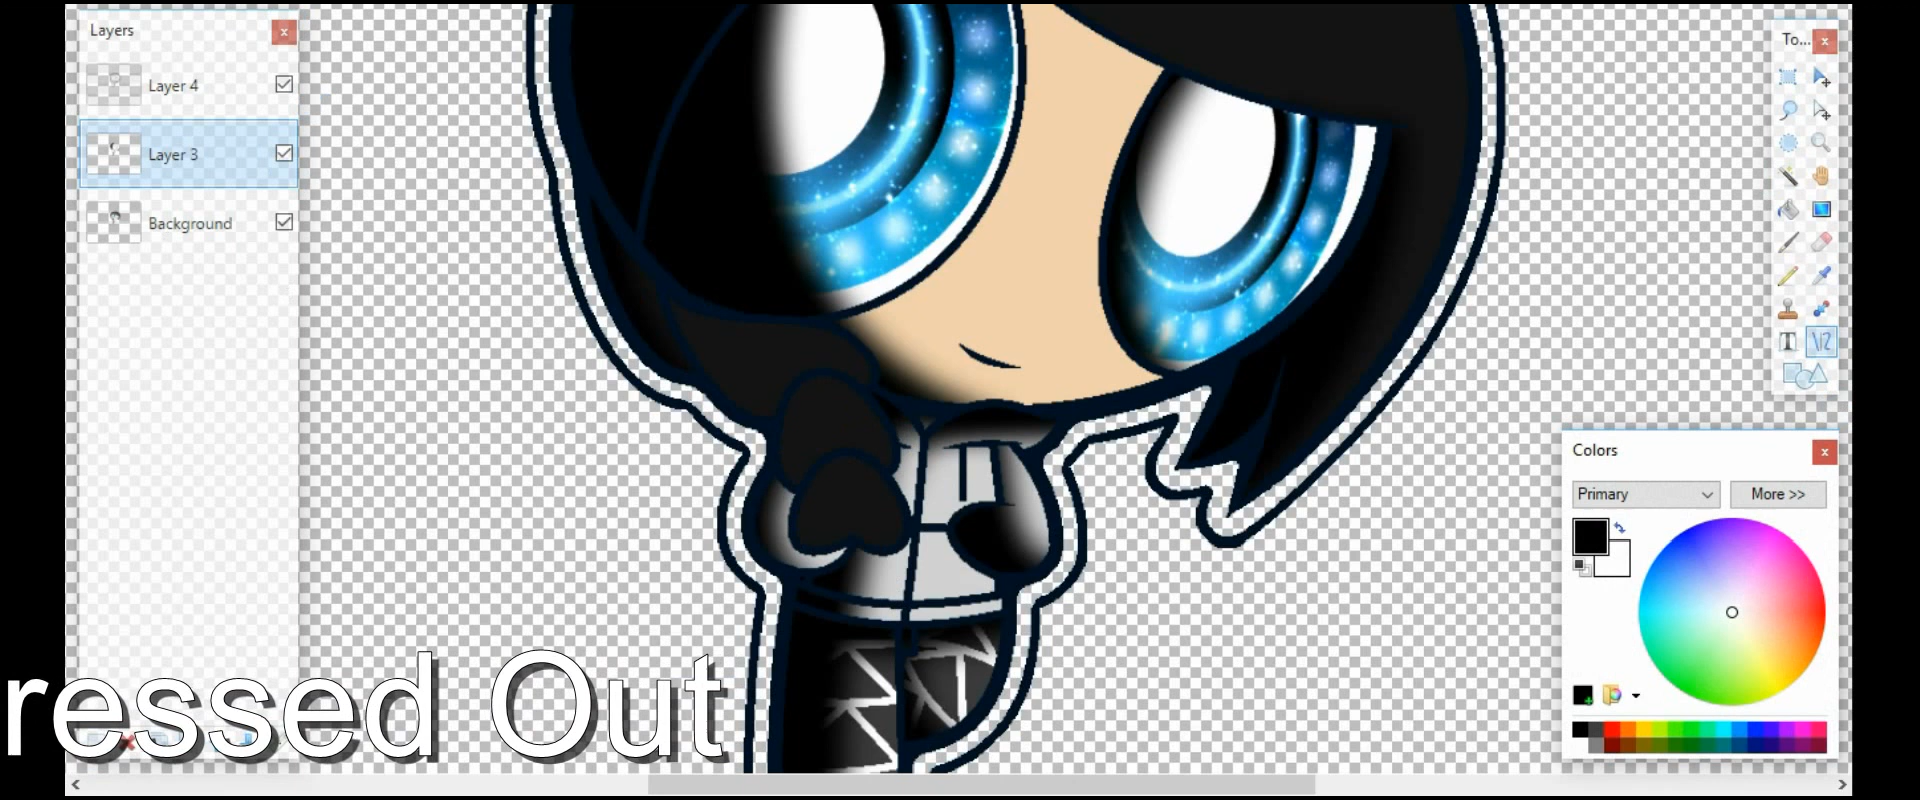 Layers
x
Layer 4
Layer 3
Background
To...
x
T
Colors
x
Primary
More >>
ressed Out